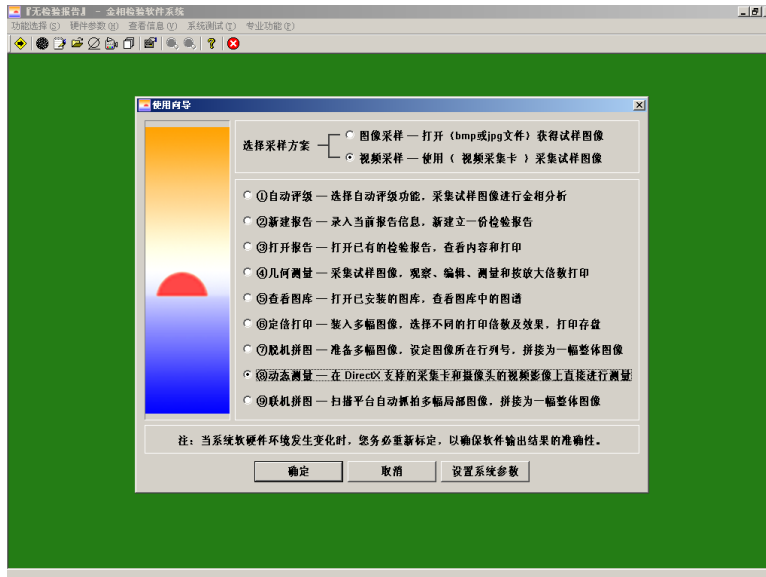 『无检验报告』 - 金相检验软件系统
功能选择(S) 硬件参数(H) 查看信息(V) 系统测试(T) 专业功能(P)
使用向导
选择采样方案
图像采样 — 打开（bmp或jpg文件）获得试样图像
视频采样 — 使用（ 视频采集卡 ）采集试样图像
①自动评级 — 选择自动评级功能，采集试样图像进行金相分析
②新建报告 — 录入当前报告信息，新建立一份检验报告
③打开报告 — 打开已有的检验报告，查看内容和打印
④几何测量 — 采集试样图像，观察、编辑、测量和按放大倍数打印
⑤查看图库 — 打开已安装的图库，查看图库中的图谱
⑥定倍打印 — 装入多幅图像，选择不同的打印倍数及效果，打印存盘
⑦脱机拼图 — 准备多幅图像，设定图像所在行列号，拼接为一幅整体图像
⑧动态测量 — 在 DirectX 支持的采集卡和摄像头的视频影像上直接进行测量
⑨联机拼图 — 扫描平台自动抓拍多幅局部图像，拼接为一幅整体图像
注：当系统软硬件环境发生变化时，您务必重新标定，以确保软件输出结果的准确性。
确定 取消 设置系统参数